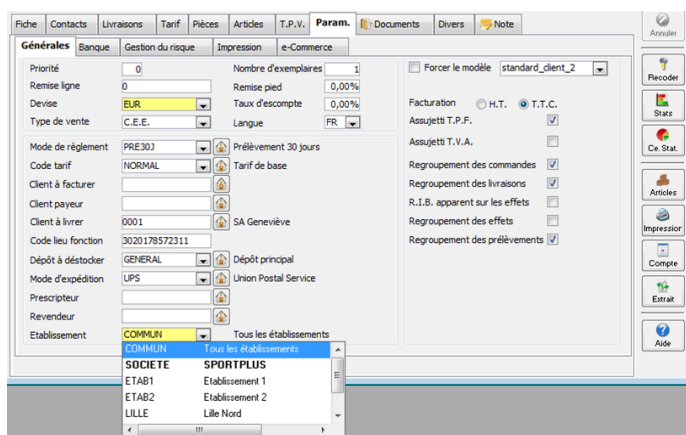 Fiche Contacts Livraisons Tarif Pièces Articles T.P.V. Param. Documents Divers Note
Générales Banque Gestion du risque Impression e-Commerce
Priorité 0 Nombre d'exemplaires 1 Forcer le modèle standard_client_2
Remise ligne 0 Remise pied 0,00%
Devise EUR Taux d'escompte 0,00% Facturation H.T. T.T.C.
Type de vente C.E.E. Langue FR Assujetti T.P.F.
Assujetti T.V.A.
Mode de règlement PRE30J Prélèvement 30 jours
Code tarif NORMAL Tarif de base Regroupement des commandes
Client à facturer Regroupement des livraisons
Client payeur R.I.B. apparent sur les effets
Client à livrer 0001 SA Geneviève Regroupement des effets
Code lieu fonction 3020178572311 Regroupement des prélèvements
Dépôt à déstocker GENERAL Dépôt principal
Mode d'expédition UPS Union Postal Service
Prescripteur
Revendeur
Etablissement COMMUN Tous les établissements
COMMUN Tous les établissements
SOCIETE SPORTPLUS
ETAB1 Etablissement 1
ETAB2 Etablissement 2
LILLE Lille Nord
Annuler
Recoder
Stats
Ce. Stat.
Articles
Impression
Compte
Extrait
Aide